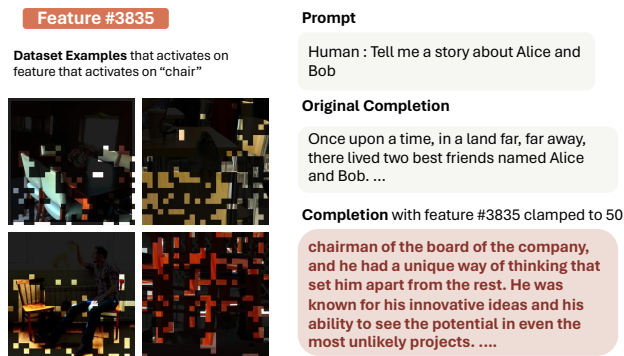 Feature #3835
Dataset Examples that activates on
feature that activates on “chair”
Prompt
Human : Tell me a story about Alice and
Bob
Original Completion
Once upon a time, in a land far, far away,
there lived two best friends named Alice
and Bob. ...
Completion with feature #3835 clamped to 50
chairman of the board of the company,
and he had a unique way of thinking that
set him apart from the rest. He was
known for his innovative ideas and his
ability to see the potential in even the
most unlikely projects. ....